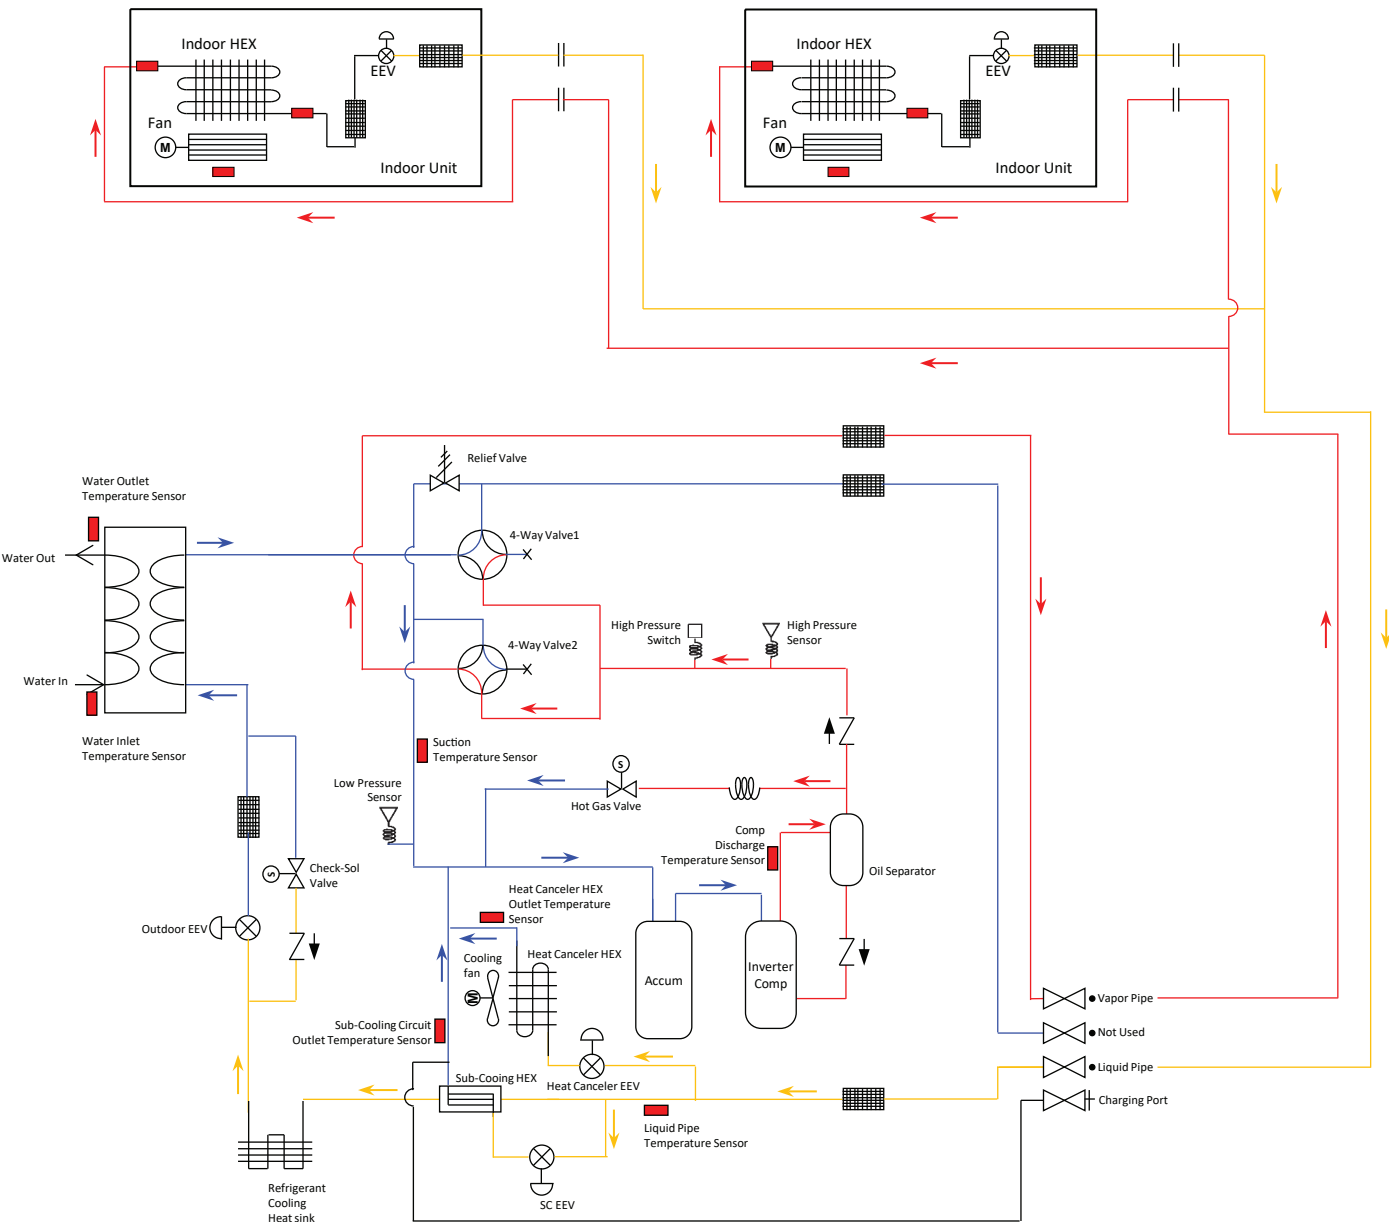 Indoor HEX
EEV
Fan
M
Indoor Unit
Indoor HEX
EEV
Fan
M
Indoor Unit
Relief Valve
Water Outlet
Temperature Sensor
4-Way Valve1
Water Out
High Pressure
Switch
High Pressure
Sensor
4-Way Valve2
Water In
Water Inlet
Temperature Sensor
Suction
Temperature Sensor
S
Low Pressure
Sensor
Hot Gas Valve
Comp
Discharge
Temperature Sensor
Check-Sol
Valve
S
Oil Separator
Heat Canceler HEX
Outlet Temperature
Sensor
Outdoor EEV
Cooling
fan
M
Heat Canceler HEX
Accum
Inverter
Comp
Vapor Pipe
Sub-Cooling Circuit
Outlet Temperature Sensor
Not Used
Liquid Pipe
Sub-Cooing HEX
Heat Canceler EEV
Charging Port
Liquid Pipe
Temperature Sensor
Refrigerant
Cooling
Heat sink
SC EEV